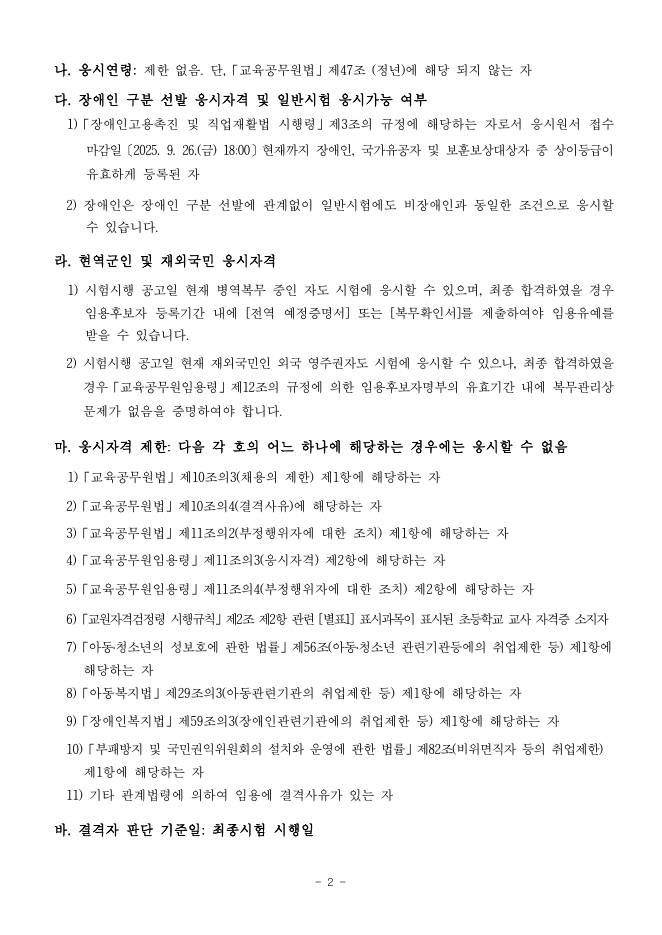 나. 응시연령: 제한 없음. 단, 「교육공무원법」 제47조 (정년)에 해당 되지 않는 자
다. 장애인 구분 선발 응시자격 및 일반시험 응시가능 여부
1) 「장애인고용촉진 및 직업재활법 시행령」 제3조의 규정에 해당하는 자로서 응시원서 접수
마감일 〔2025. 9. 26.(금) 18:00〕 현재까지 장애인, 국가유공자 및 보훈보상대상자 중 상이등급이
유효하게 등록된 자
2) 장애인은 장애인 구분 선발에 관계없이 일반시험에도 비장애인과 동일한 조건으로 응시할
수 있습니다.
라. 현역군인 및 재외국민 응시자격
1) 시험시행 공고일 현재 병역복무 중인 자도 시험에 응시할 수 있으며, 최종 합격하였을 경우
임용후보자 등록기간 내에 [전역 예정증명서] 또는 [복무확인서]를 제출하여야 임용유예를
받을 수 있습니다.
2) 시험시행 공고일 현재 재외국민인 외국 영주권자도 시험에 응시할 수 있으나, 최종 합격하였을
경우 「교육공무원임용령」 제12조의 규정에 의한 임용후보자명부의 유효기간 내에 복무관리상
문제가 없음을 증명하여야 합니다.
마. 응시자격 제한: 다음 각 호의 어느 하나에 해당하는 경우에는 응시할 수 없음
1) 「교육공무원법」 제10조의3(채용의 제한) 제1항에 해당하는 자
2) 「교육공무원법」 제10조의4(결격사유)에 해당하는 자
3) 「교육공무원법」 제11조의2(부정행위자에 대한 조치) 제1항에 해당하는 자
4) 「교육공무원임용령」 제11조의3(응시자격) 제2항에 해당하는 자
5) 「교육공무원임용령」 제11조의4(부정행위자에 대한 조치) 제2항에 해당하는 자
6) 「교원자격검정령 시행규칙」 제2조 제2항 관련 [별표1] 표시과목이 표시된 초등학교 교사 자격증 소지자
7) 「아동·청소년의 성보호에 관한 법률」 제56조(아동·청소년 관련기관등에의 취업제한 등) 제1항에
해당하는 자
8) 「아동복지법」 제29조의3(아동관련기관의 취업제한 등) 제1항에 해당하는 자
9) 「장애인복지법」 제59조의3(장애인관련기관에의 취업제한 등) 제1항에 해당하는 자
10) 「부패방지 및 국민권익위원회의 설치와 운영에 관한 법률」 제82조(비위면직자 등의 취업제한)
제1항에 해당하는 자
11) 기타 관계법령에 의하여 임용에 결격사유가 있는 자
바. 결격자 판단 기준일: 최종시험 시행일
- 2 -